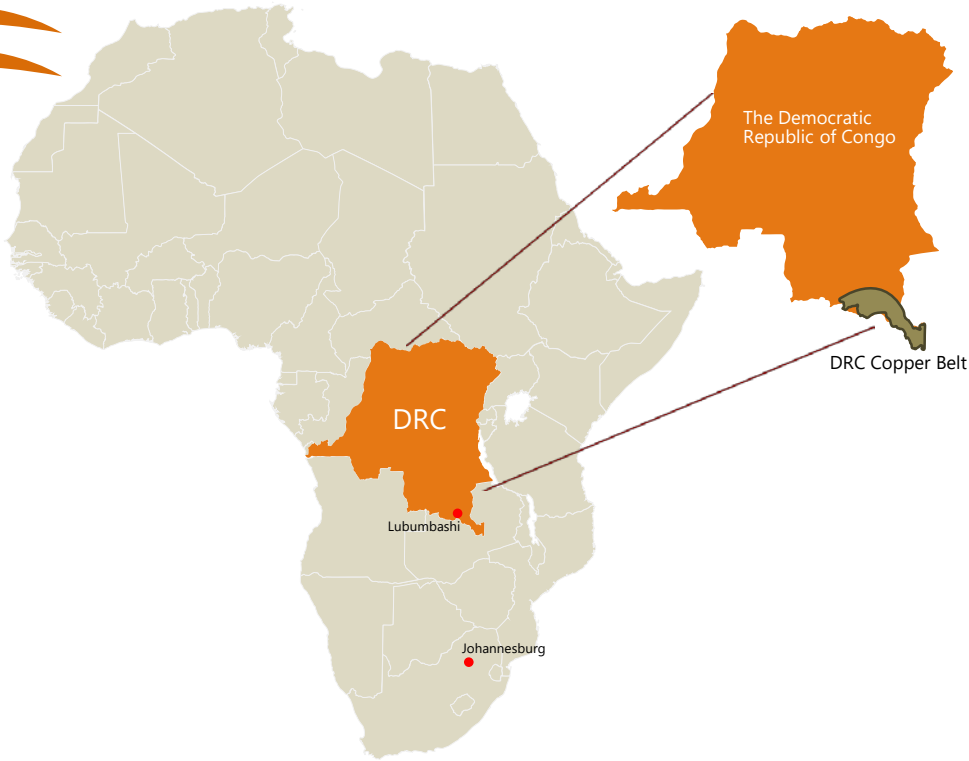 The Democratic
Republic of Congo
DRC Copper Belt
DRC
Lubumbashi
Johannesburg